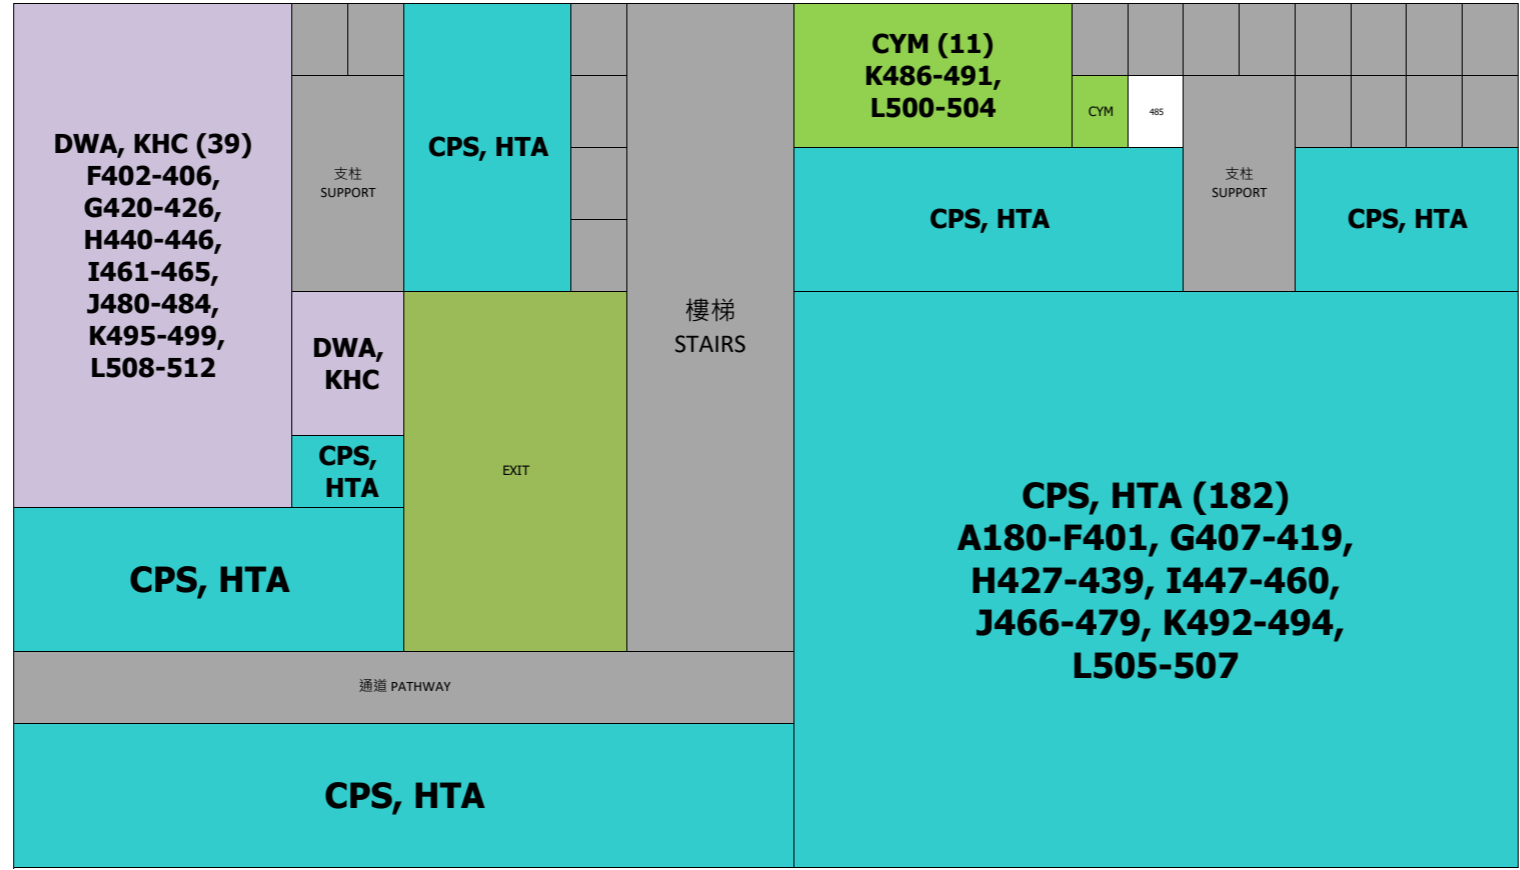 DWA, KHC (39)
F402-406,
G420-426,
H440-446,
I461-465,
J480-484,
K495-499,
L508-512
支柱
SUPPORT
CPS, HTA
DWA,
KHC
CPS,
HTA
CPS, HTA
EXIT
樓梯
STAIRS
通道 PATHWAY
CPS, HTA
CYM (11)
K486-491,
L500-504
CYM
485
CPS, HTA
支柱
SUPPORT
CPS, HTA
CPS, HTA (182)
A180-F401, G407-419,
H427-439, I447-460,
J466-479, K492-494,
L505-507